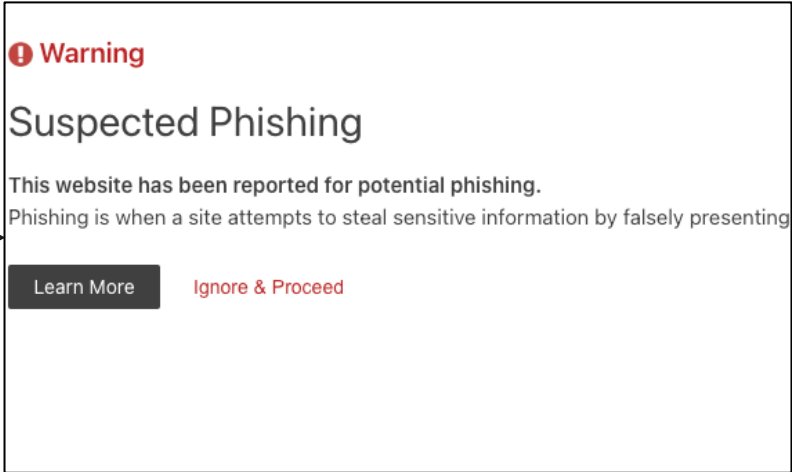 Warning
Suspected Phishing
This website has been reported for potential phishing.
Phishing is when a site attempts to steal sensitive information by falsely presenting
Learn More Ignore & Proceed